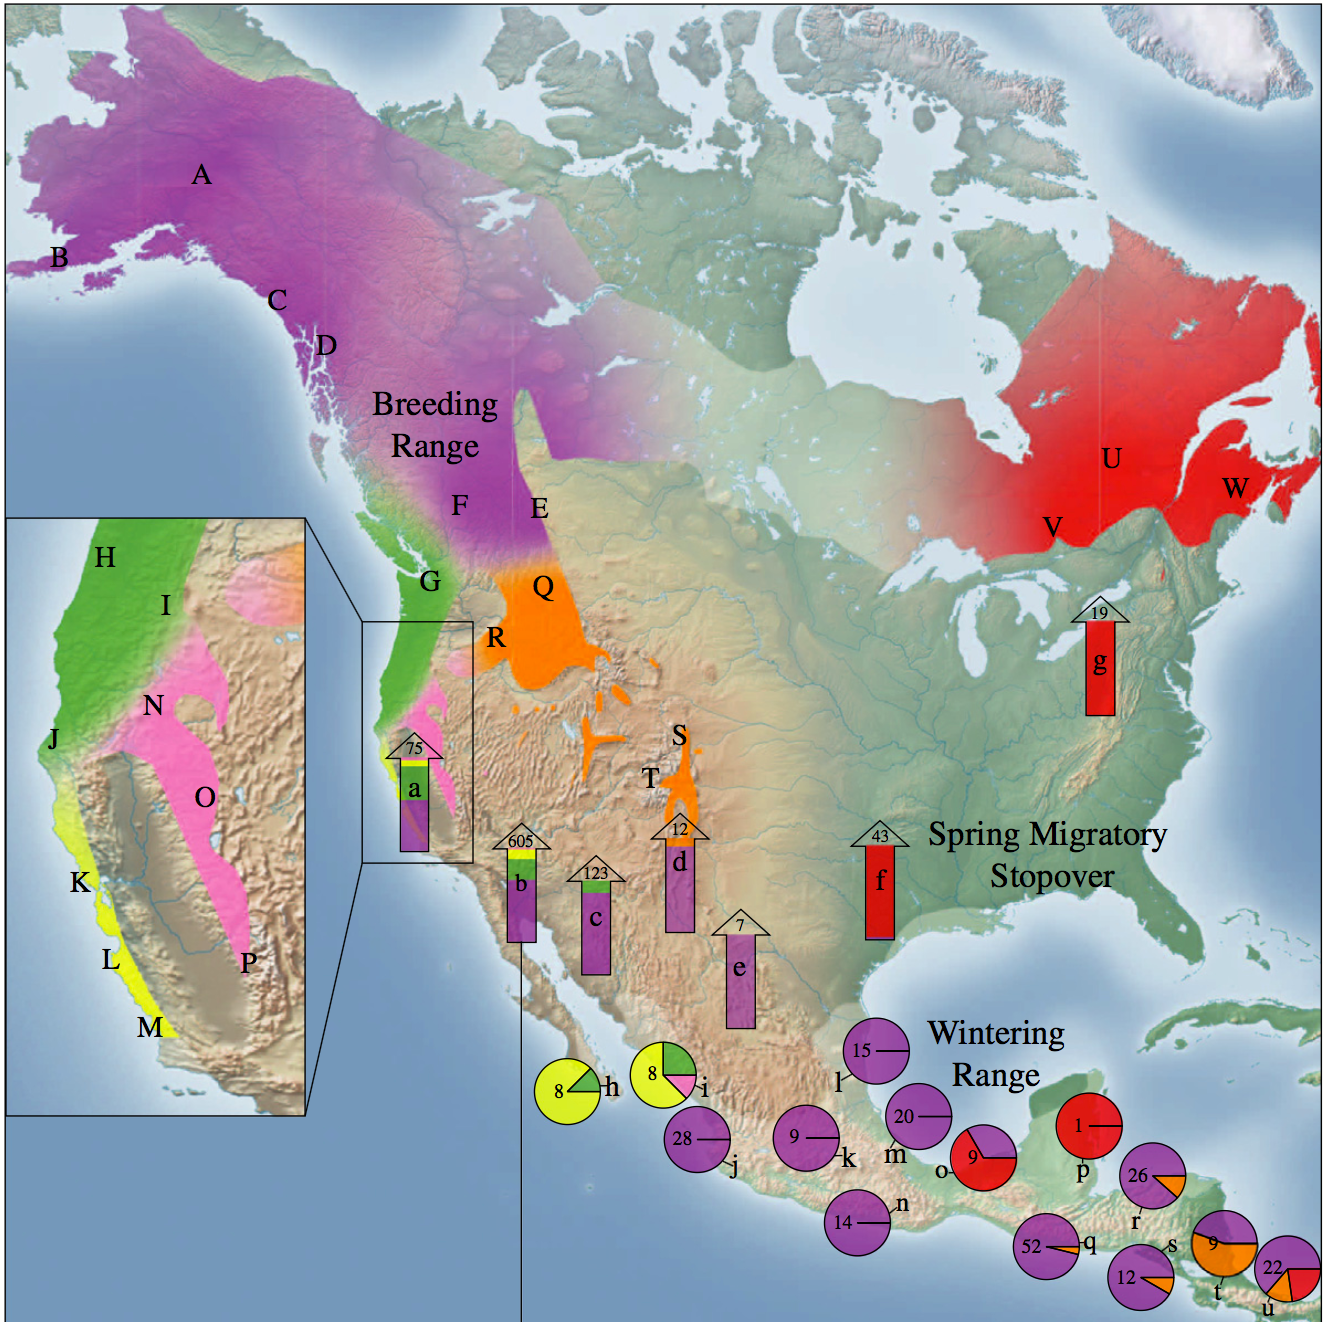 A
B
C
D
Breeding
Range
F
E
U
W
V
H
I
G
Q
R
N
J
O
K
L
P
M
19
g
S
T
75
a
605
b
123
c
12
d
7
e
43
f
Spring Migratory
Stopover
Wintering
Range
8
h
8
i
15
l
28
j
9
k
20
m
9
o
1
p
14
n
26
r
52
q
12
s
9
t
22
u